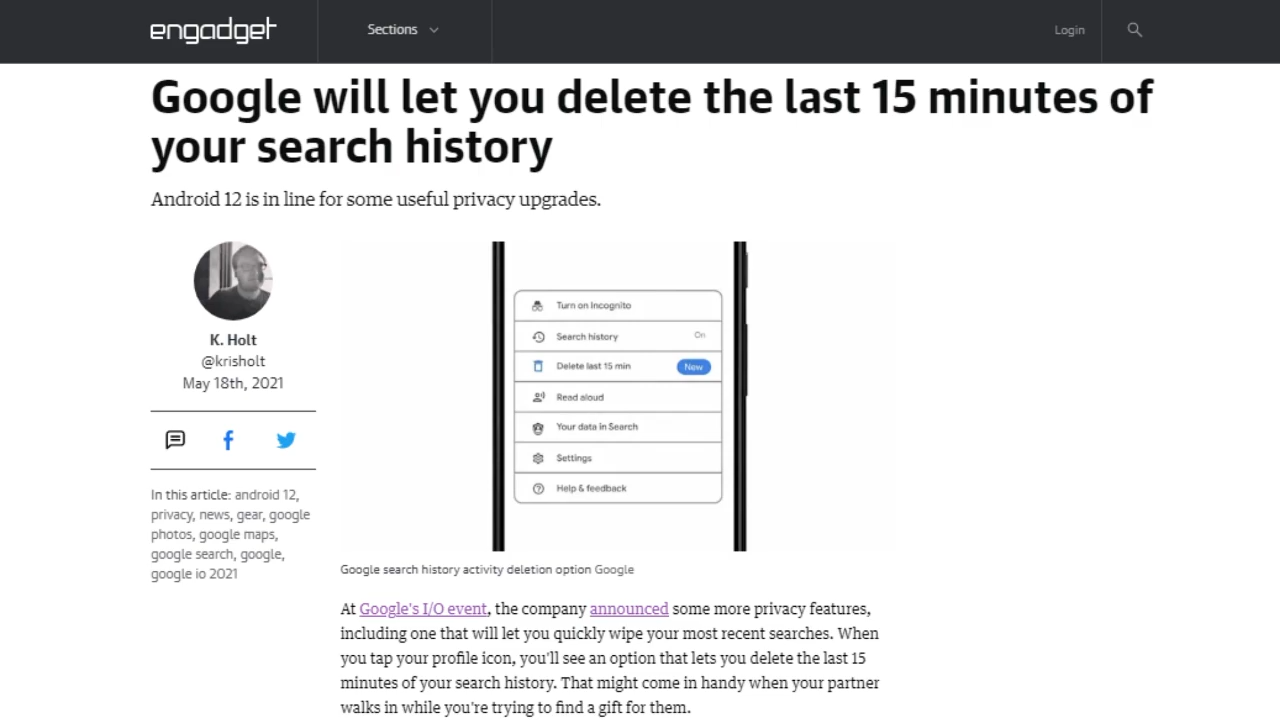 engadget
Sections
Login
Google will let you delete the last 15 minutes of
your search history
Android 12 is in line for some useful privacy upgrades.
K. Holt
@krisholt
May 18th, 2021
In this article: android 12,
privacy, news, gear, google
photos, google maps,
google search, google,
google io 2021
Turn on Incognito
Search history On
Delete last 15 min New
Read aloud
Your data in Search
Settings
Help & feedback
Google search history activity deletion option Google
At Google's I/O event, the company announced some more privacy features,
including one that will let you quickly wipe your most recent searches. When
you tap your profile icon, you'll see an option that lets you delete the last 15
minutes of your search history. That might come in handy when your partner
walks in while you're trying to find a gift for them.